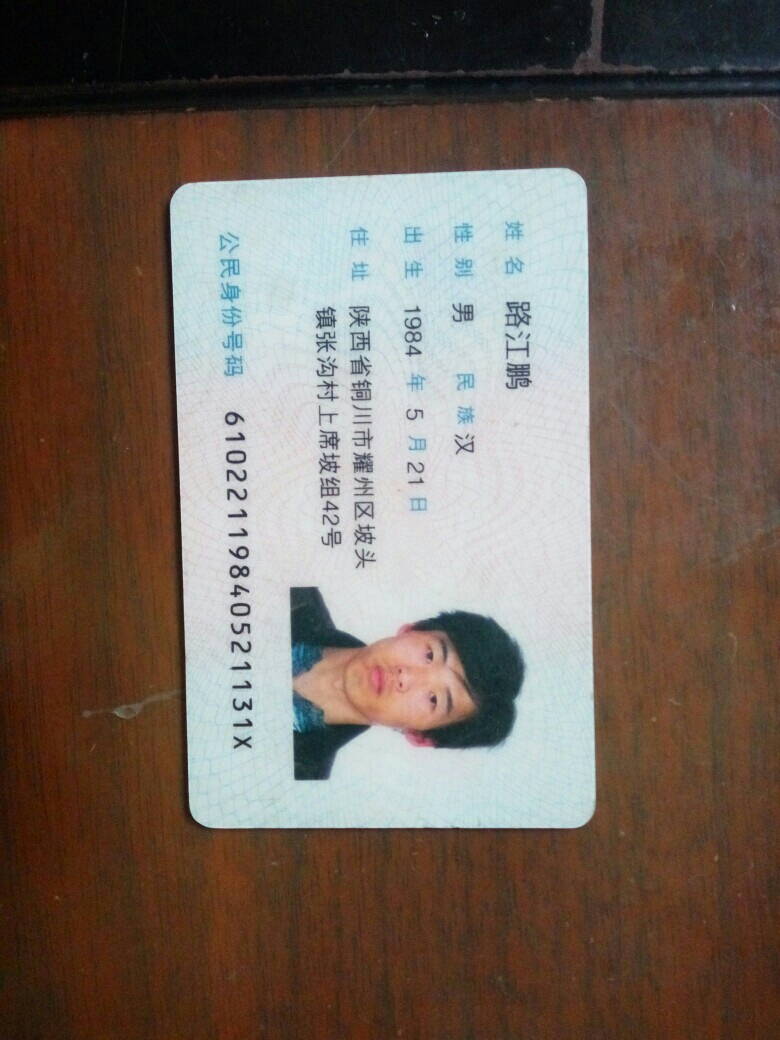 姓名 路江鹏
性别 男 民族 汉
出生 1984 年 5 月 21 日
住址 陕西省铜川市耀州区坡头
镇张沟村上席坡组42号
公民身份号码 61022119840521131X